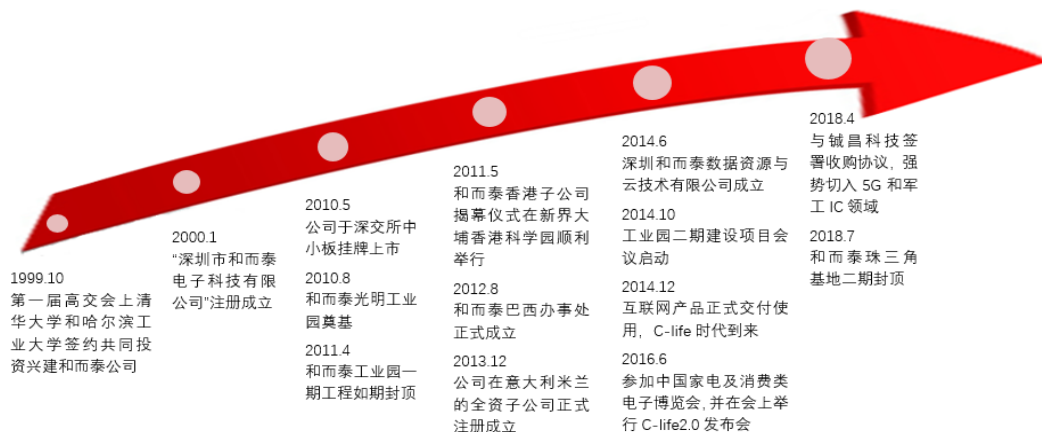 1999.10
第一届高交会上清
华大学和哈尔滨工
业大学签约共同投
资兴建和而泰公司
2000.1
“深圳市和而泰
电子科技有限
公司”注册成立
2010.5
公司于深交所中
小板挂牌上市
2010.8
和而泰光明工业
园奠基
2011.4
和而泰工业园一
期工程如期封顶
2011.5
和而泰香港子公司
揭幕仪式在新界大
埔香港科学园顺利
举行
2012.8
和而泰巴西办事处
正式成立
2013.12
公司在意大利米兰
的全资子公司正式
注册成立
2014.6
深圳和而泰数据资源与
云技术有限公司成立
2014.10
工业园二期建设项目会
议启动
2014.12
互联网产品正式交付使
用，C-life 时代到来
2016.6
参加中国家电及消费类
电子博览会, 并在会上举
行 C-life2.0 发布会
2018.4
与铖昌科技签
署收购协议，强
势切入 5G 和军
工 IC 领域
2018.7
和而泰珠三角
基地二期封顶